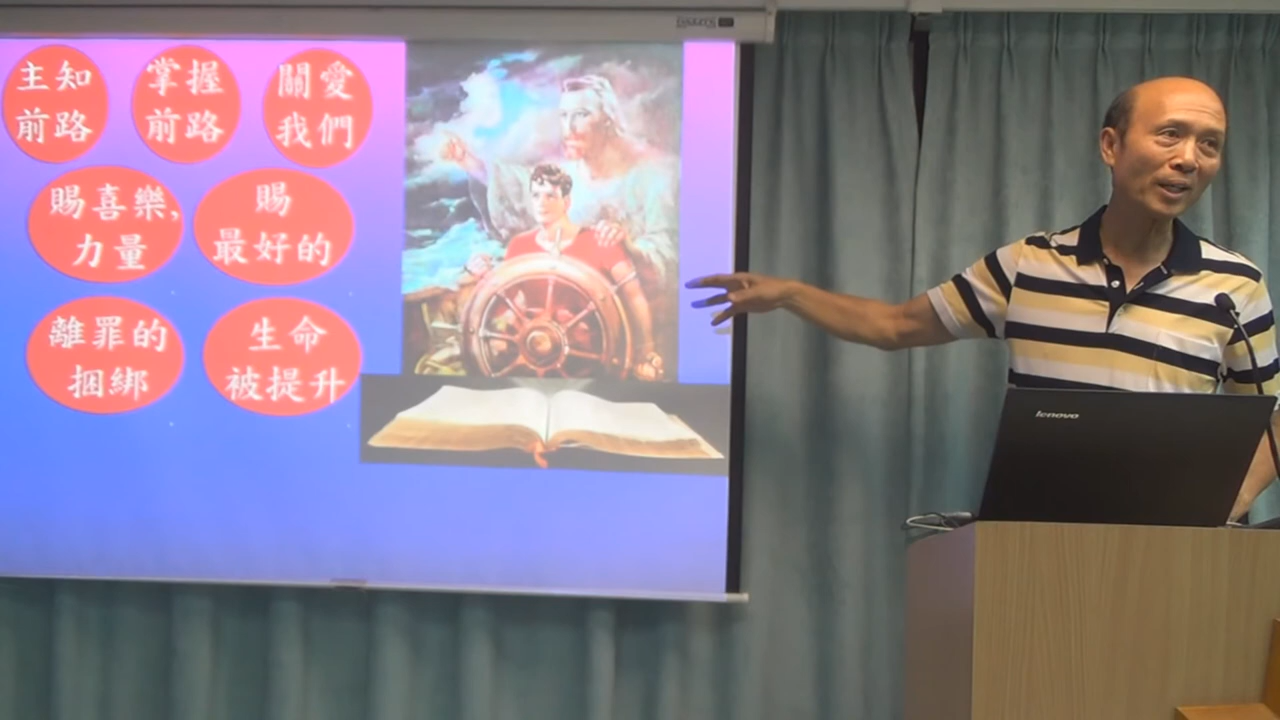 主知
前路
掌握
前路
關愛
我們
賜喜樂,
力量
賜
最好的
離罪的
捆綁
生命
被提升
lenovo